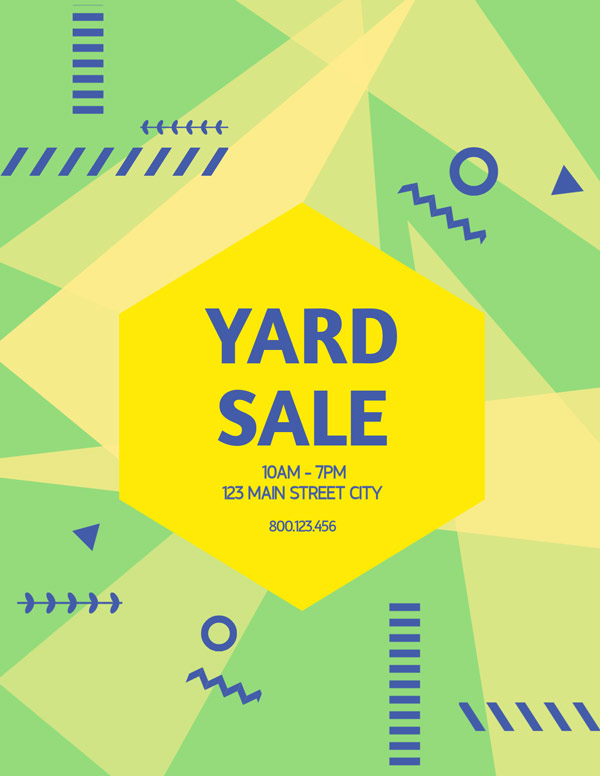 YARD
SALE
10AM - 7PM
123 MAIN STREET CITY
800.123.456